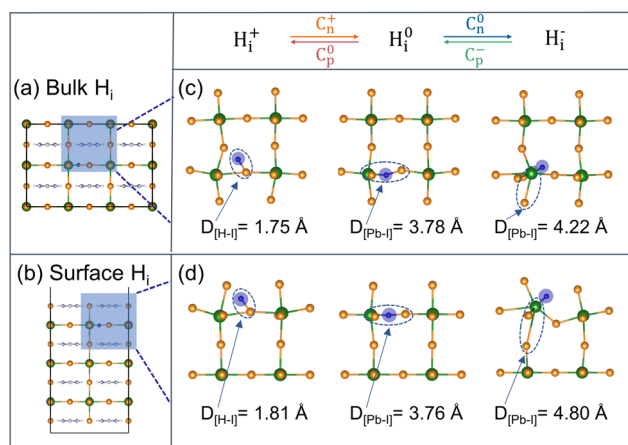 C_n^+ C_n^0
H_i^+ H_i^0 H_i^-
C_p^0 C_p^-
(a) Bulk H_i
(c)
D_[H-I]= 1.75 Å D_[Pb-I]= 3.78 Å D_[Pb-I]= 4.22 Å
(b) Surface H_i
(d)
D_[H-I]= 1.81 Å D_[Pb-I]= 3.76 Å D_[Pb-I]= 4.80 Å